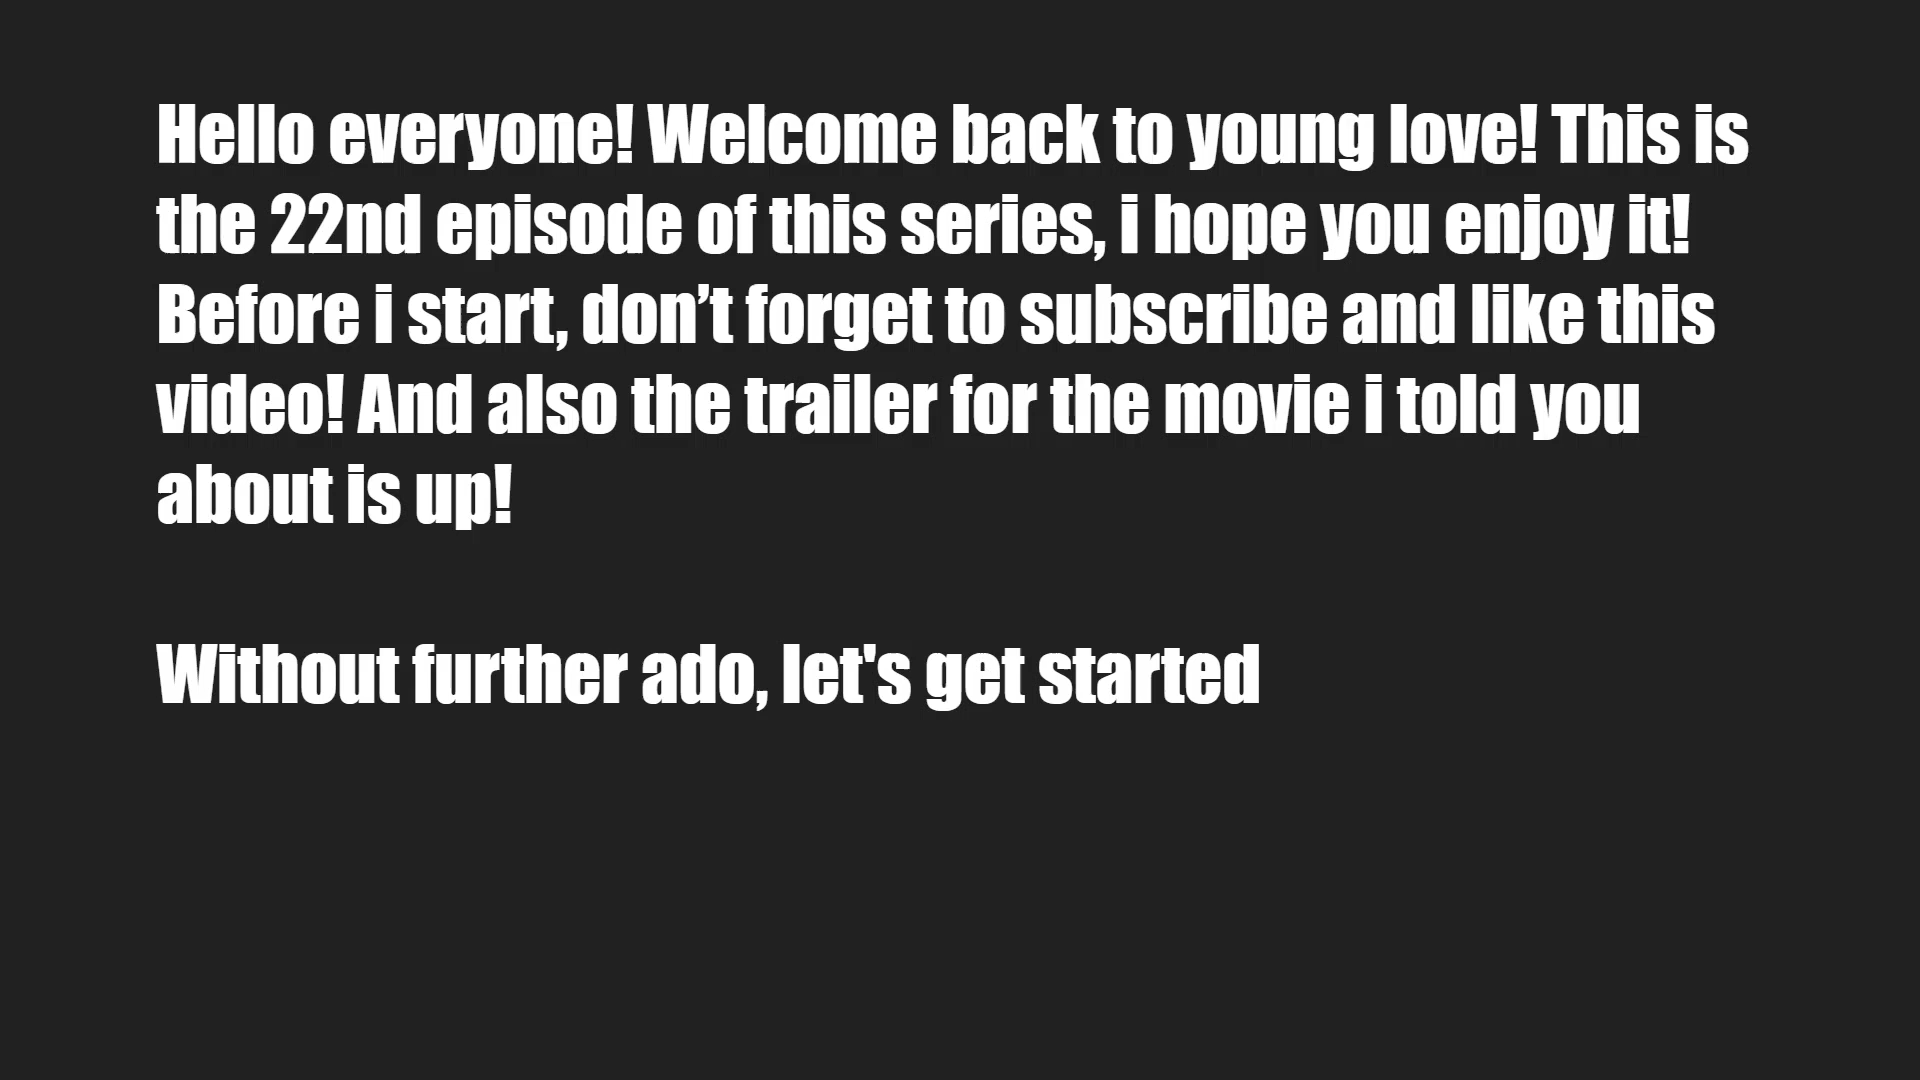 Hello everyone! Welcome back to young love! This is
the 22nd episode of this series, i hope you enjoy it!
Before i start, don’t forget to subscribe and like this
video! And also the trailer for the movie i told you
about is up!
Without further ado, let's get started